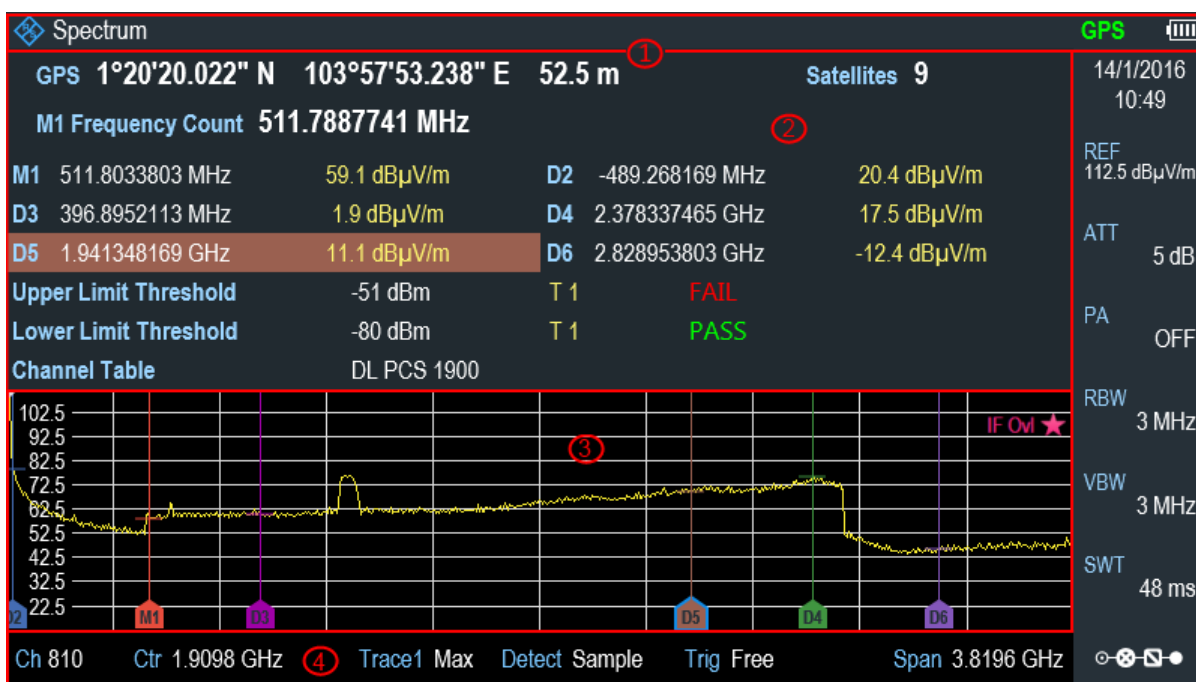 Spectrum GPS
1
GPS 1°20'20.022" N 103°57'53.238" E 52.5 m Satellites 9
M1 Frequency Count 511.7887741 MHz
2
M1 511.8033803 MHz 59.1 dBµV/m D2 -489.268169 MHz 20.4 dBµV/m
D3 396.8952113 MHz 1.9 dBµV/m D4 2.378337465 GHz 17.5 dBµV/m
D5 1.941348169 GHz 11.1 dBµV/m D6 2.828953803 GHz -12.4 dBµV/m
Upper Limit Threshold -51 dBm T 1 FAIL
Lower Limit Threshold -80 dBm T 1 PASS
Channel Table DL PCS 1900
14/1/2016
10:49
REF
112.5 dBµV/m
ATT
5 dB
PA
OFF
RBW
3 MHz
VBW
3 MHz
SWT
48 ms
102.5
IF Ovl
92.5
3
82.5
72.5
62.5
52.5
42.5
32.5
22.5
D2 M1 D3 D5 D4 D6
Ch 810 Ctr 1.9098 GHz 4 Trace1 Max Detect Sample Trig Free Span 3.8196 GHz